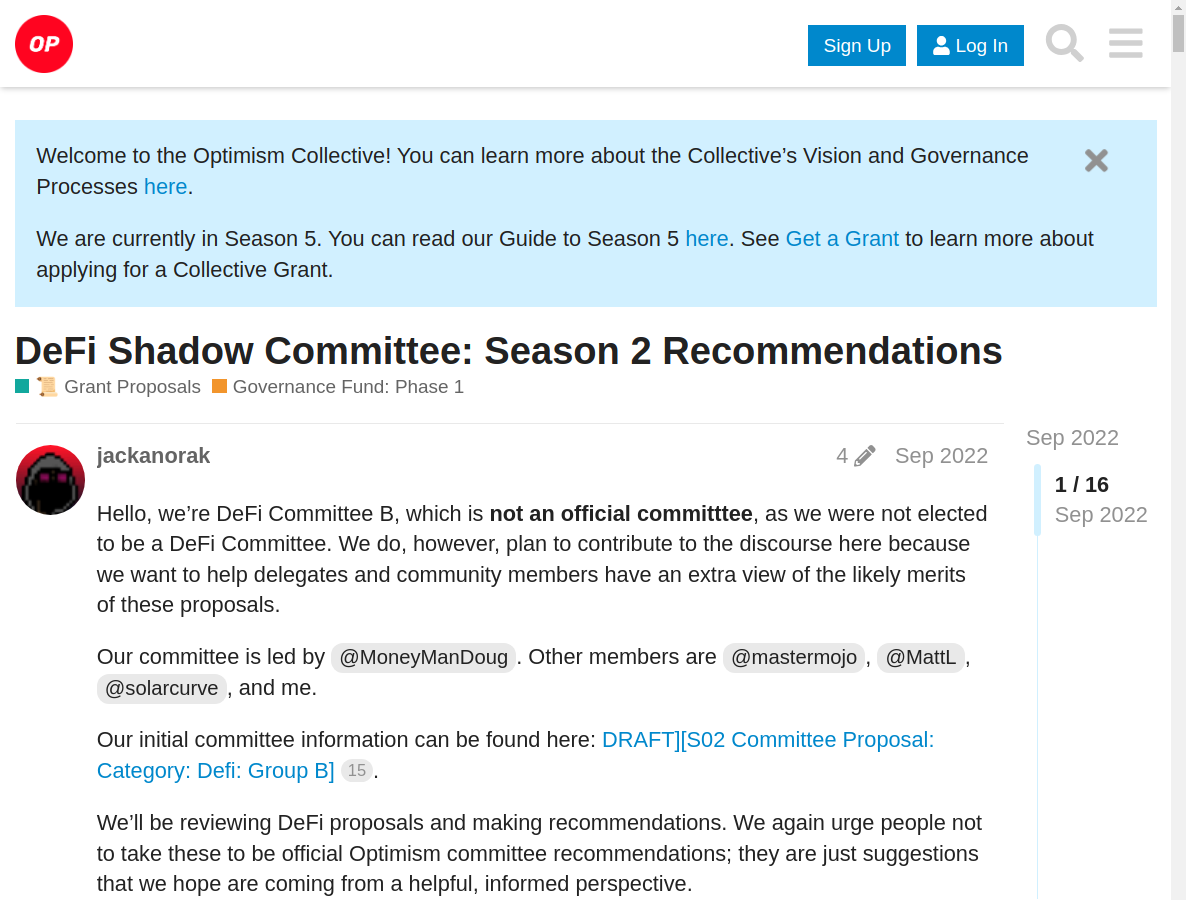 OP
Sign Up
Log In
Welcome to the Optimism Collective! You can learn more about the Collective’s Vision and Governance
Processes here.
We are currently in Season 5. You can read our Guide to Season 5 here. See Get a Grant to learn more about
applying for a Collective Grant.
DeFi Shadow Committee: Season 2 Recommendations
📜 Grant Proposals Governance Fund: Phase 1
jackanorak
4 Sep 2022
Hello, we’re DeFi Committee B, which is not an official committtee, as we were not elected
to be a DeFi Committee. We do, however, plan to contribute to the discourse here because
we want to help delegates and community members have an extra view of the likely merits
of these proposals.
Our committee is led by @MoneyManDoug. Other members are @mastermojo, @MattL,
@solarcurve, and me.
Our initial committee information can be found here: DRAFT][S02 Committee Proposal:
Category: Defi: Group B] 15.
We’ll be reviewing DeFi proposals and making recommendations. We again urge people not
to take these to be official Optimism committee recommendations; they are just suggestions
that we hope are coming from a helpful, informed perspective.
Sep 2022
1 / 16
Sep 2022